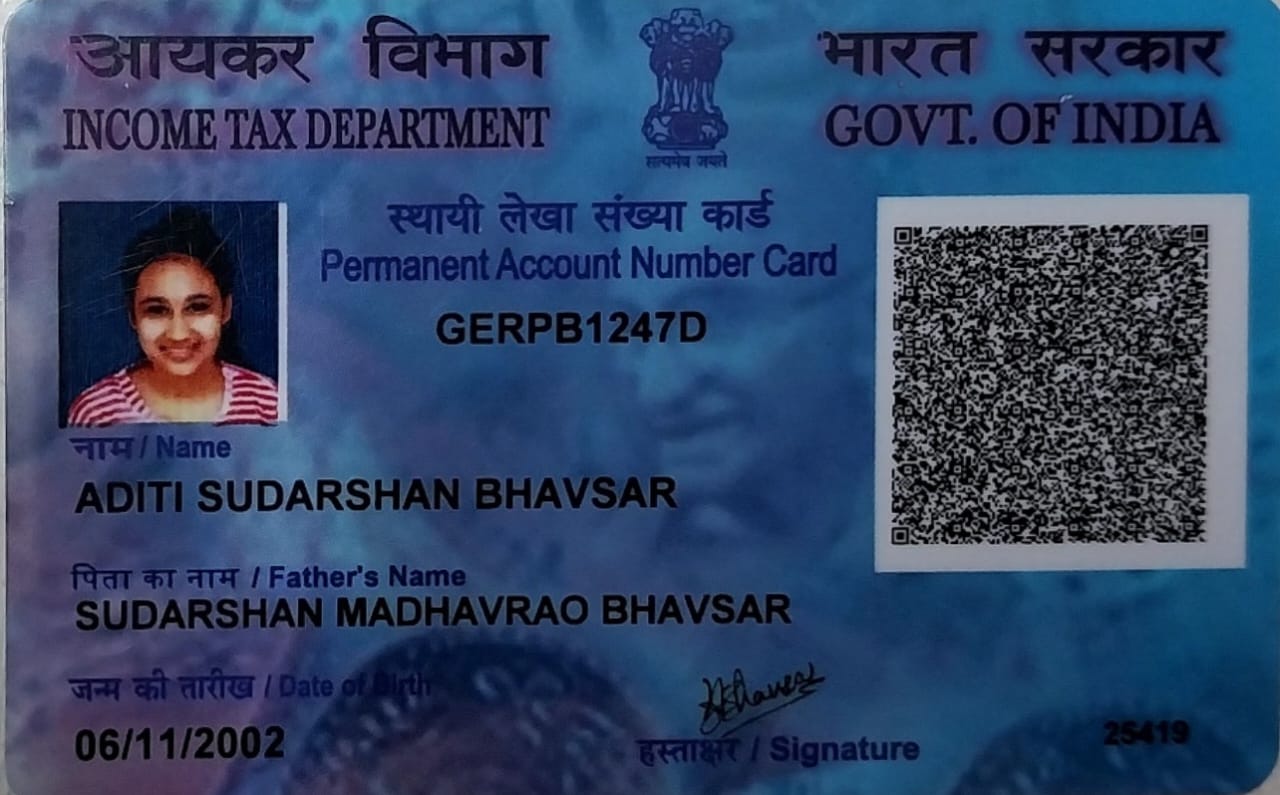 आयकर विभाग
INCOME TAX DEPARTMENT
सत्यमेव जयते
भारत सरकार
GOVT. OF INDIA
स्थायी लेखा संख्या कार्ड
Permanent Account Number Card
GERPB1247D
नाम / Name
ADITI SUDARSHAN BHAVSAR
पिता का नाम / Father's Name
SUDARSHAN MADHAVRAO BHAVSAR
जन्म की तारीख / Date of Birth
06/11/2002
हस्ताक्षर / Signature
25419